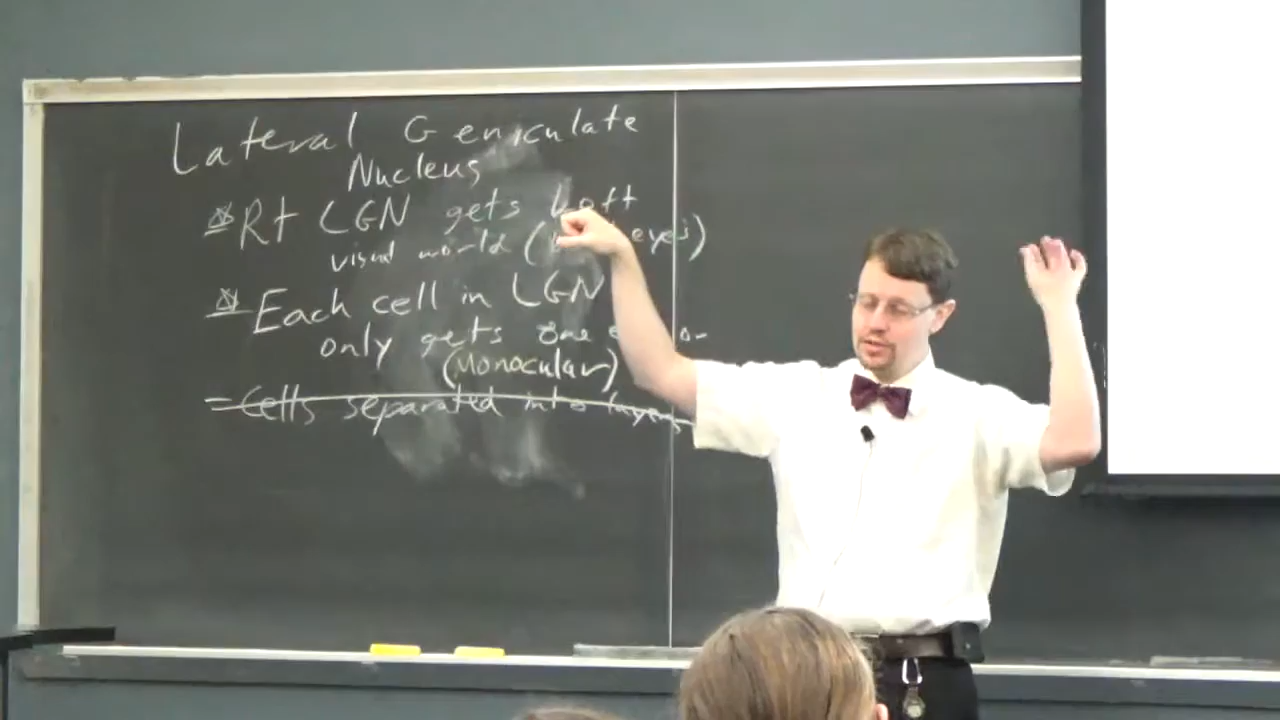 Lateral Geniculate
Nucleus
Rt LGN gets Left
visual world ( eyes)
Each cell in LGN
only gets one
(Monocular)
- Cells separated into layers